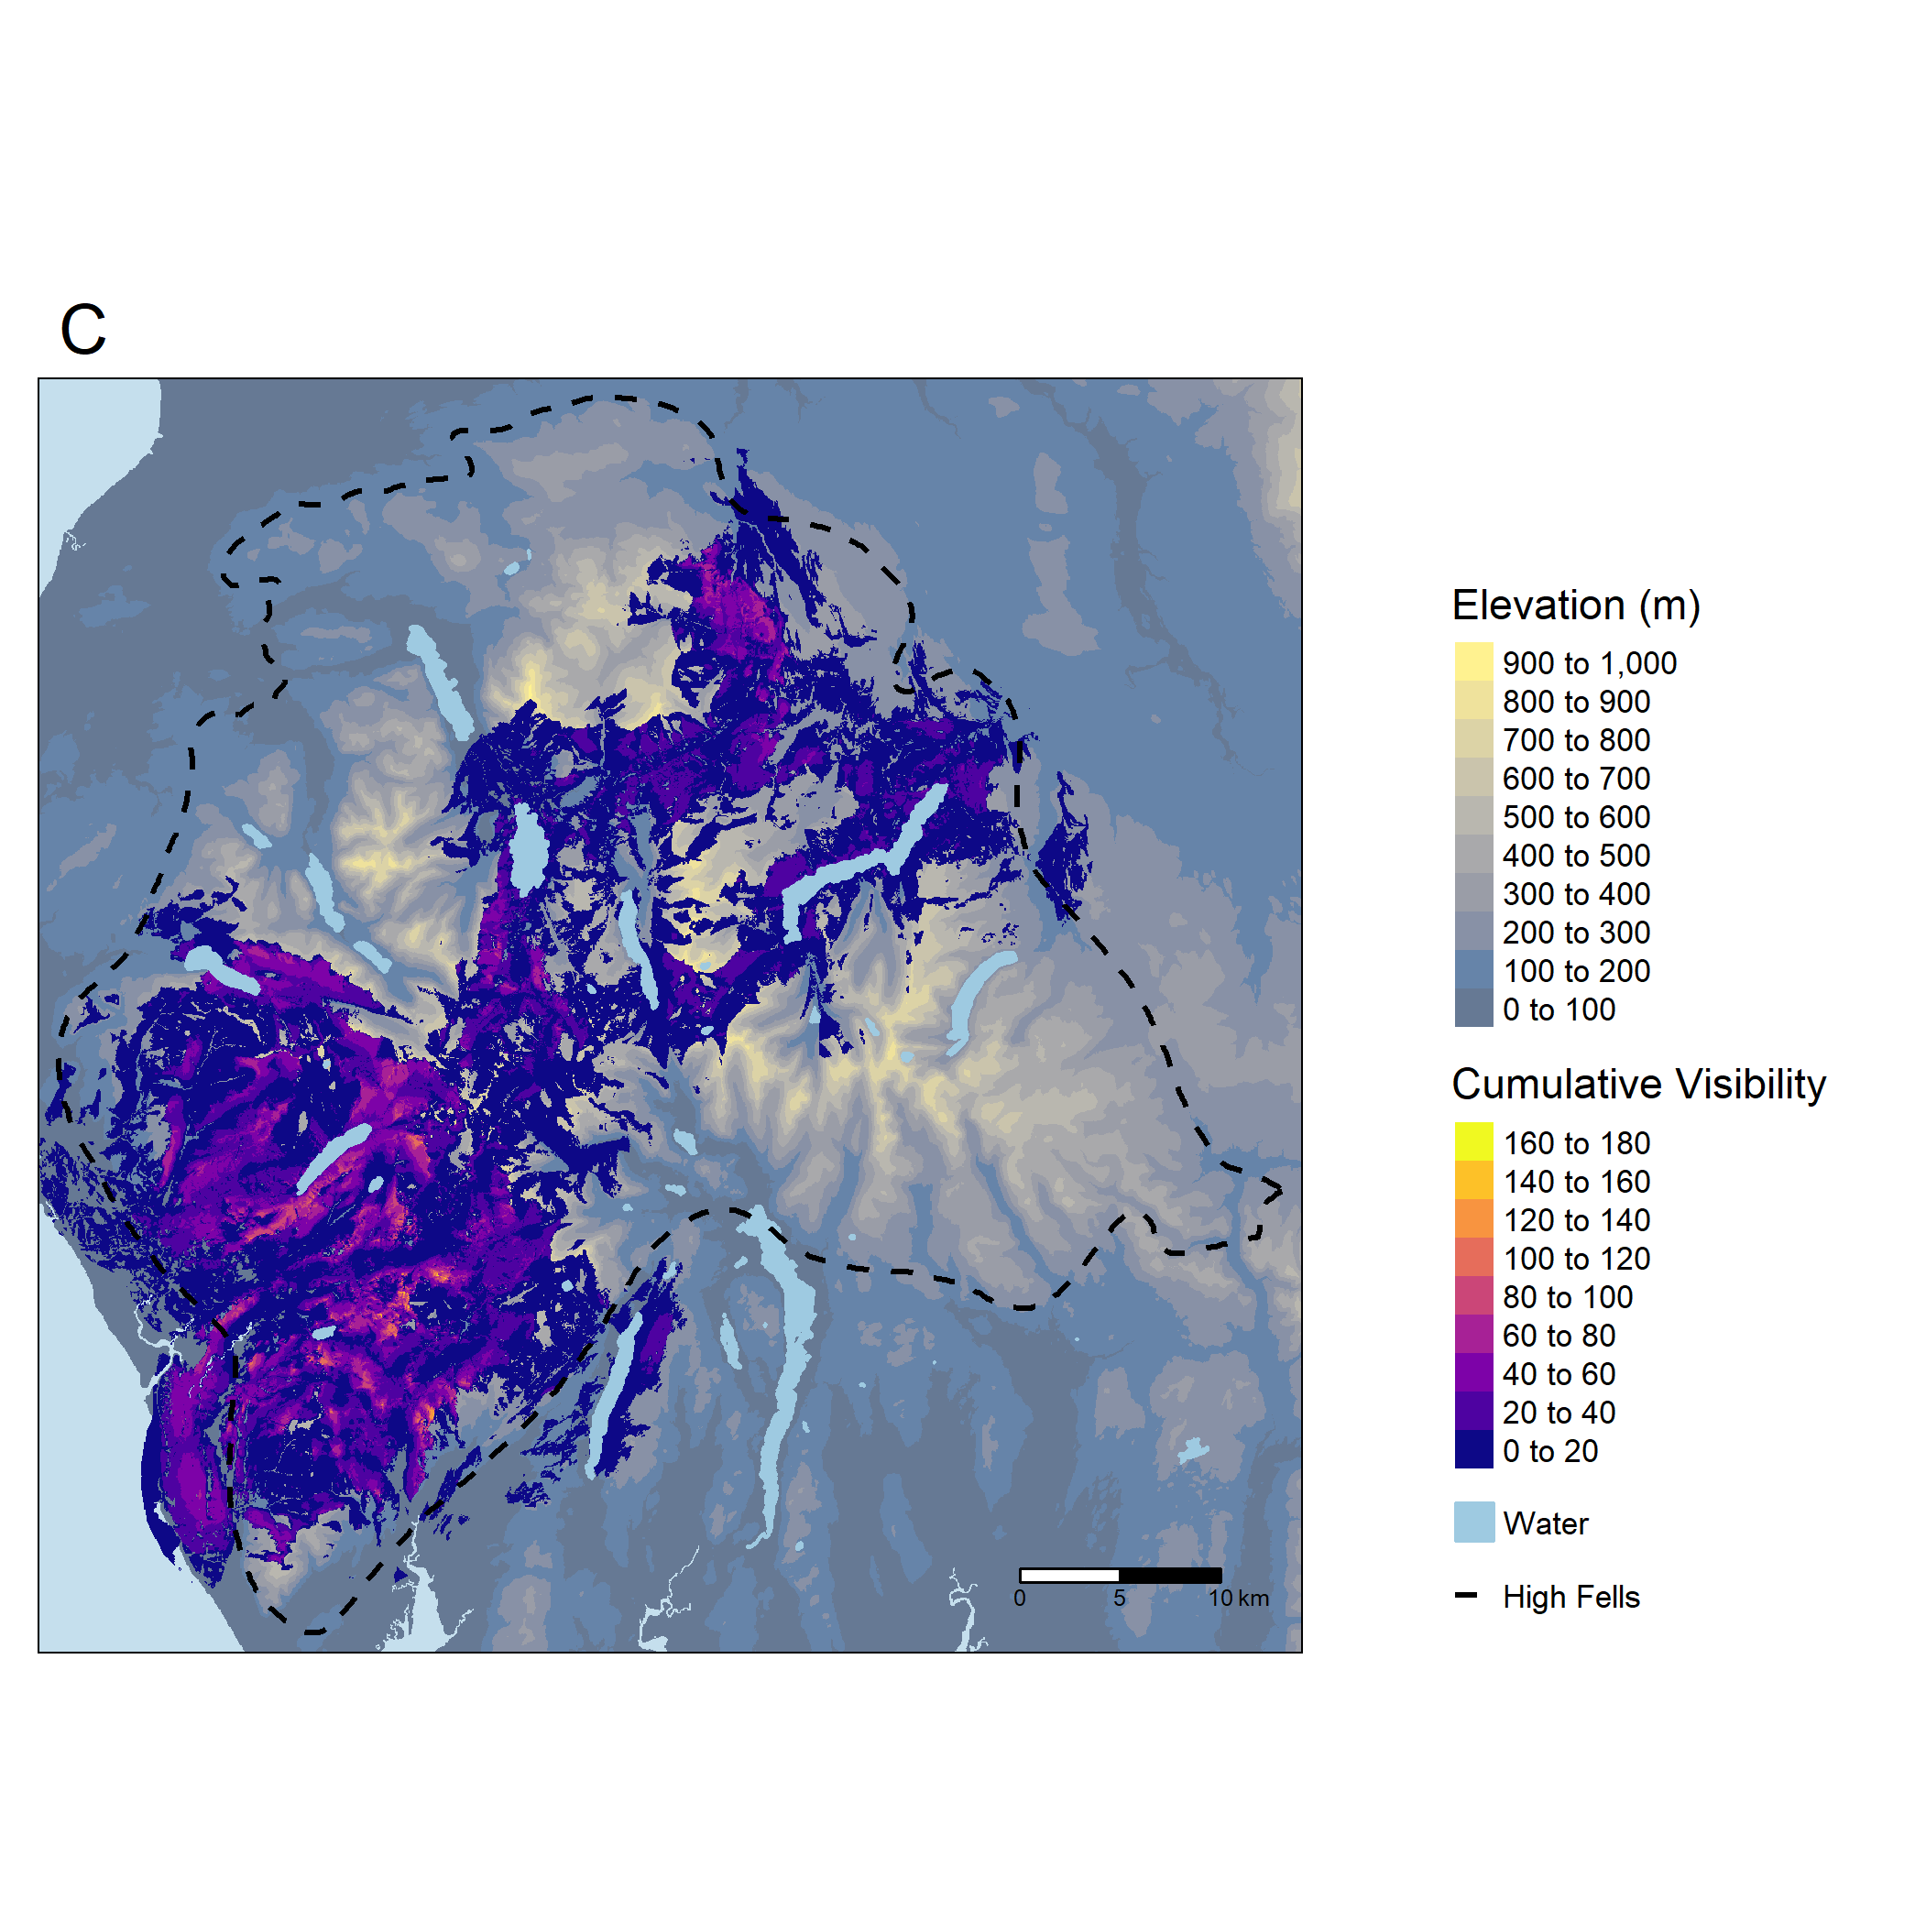 C
Elevation (m)
900 to 1,000
800 to 900
700 to 800
600 to 700
500 to 600
400 to 500
300 to 400
200 to 300
100 to 200
0 to 100
Cumulative Visibility
160 to 180
140 to 160
120 to 140
100 to 120
80 to 100
60 to 80
40 to 60
20 to 40
0 to 20
Water
High Fells
0 5 10 km